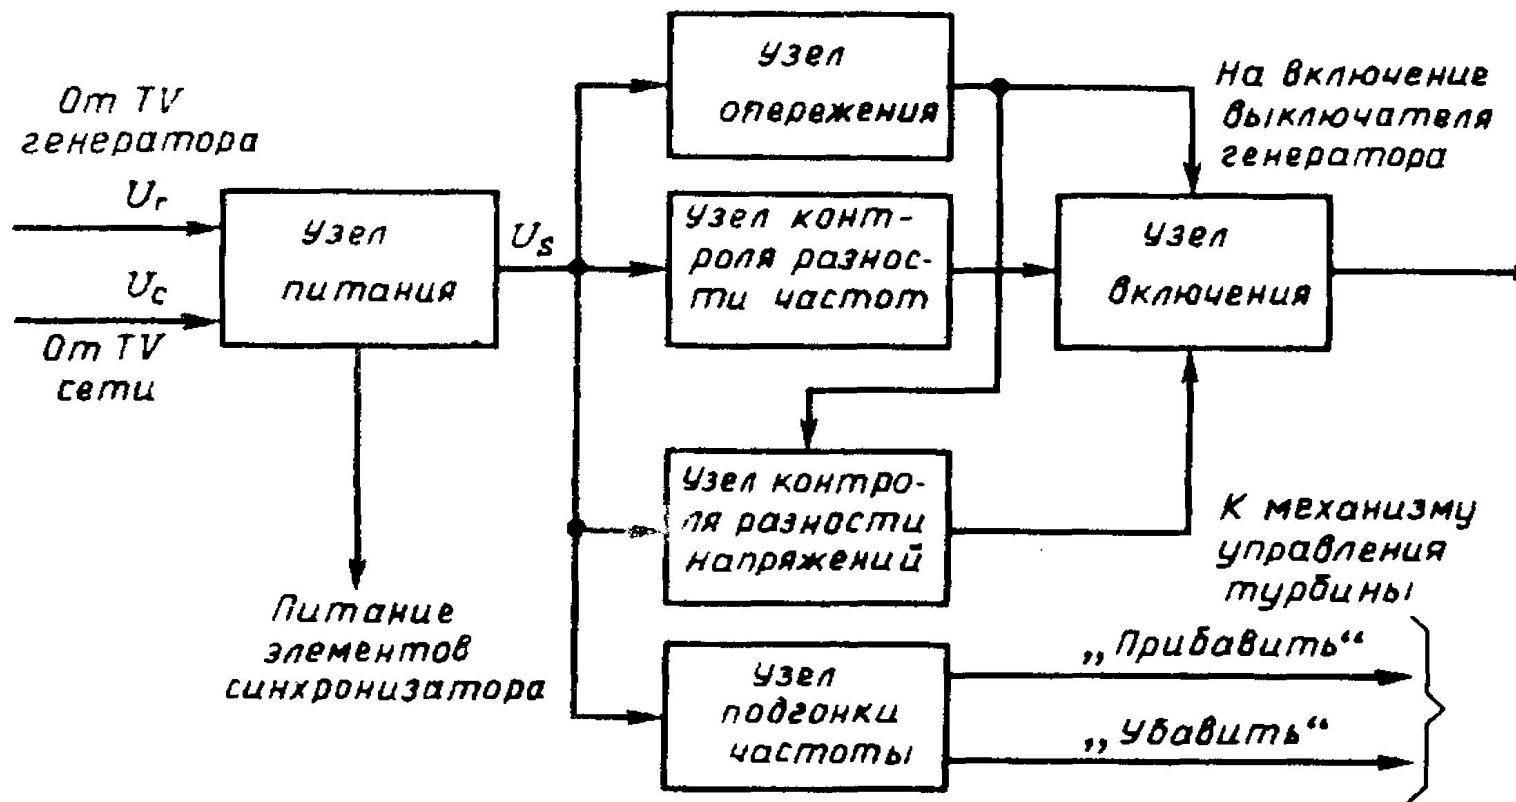 От TV
генератора
Uг
Uс
От TV
сети
Узел
питания
Питание
элементов
синхронизатора
Us
Узел
опережения
Узел конт-
роля разнос-
ти частот
Узел контро-
ля разности
напряжений
Узел
подгонки
частоты
На включение
выключателя
генератора
Узел
включения
К механизму
управления
турбины
„Прибавить“
„Убавить“